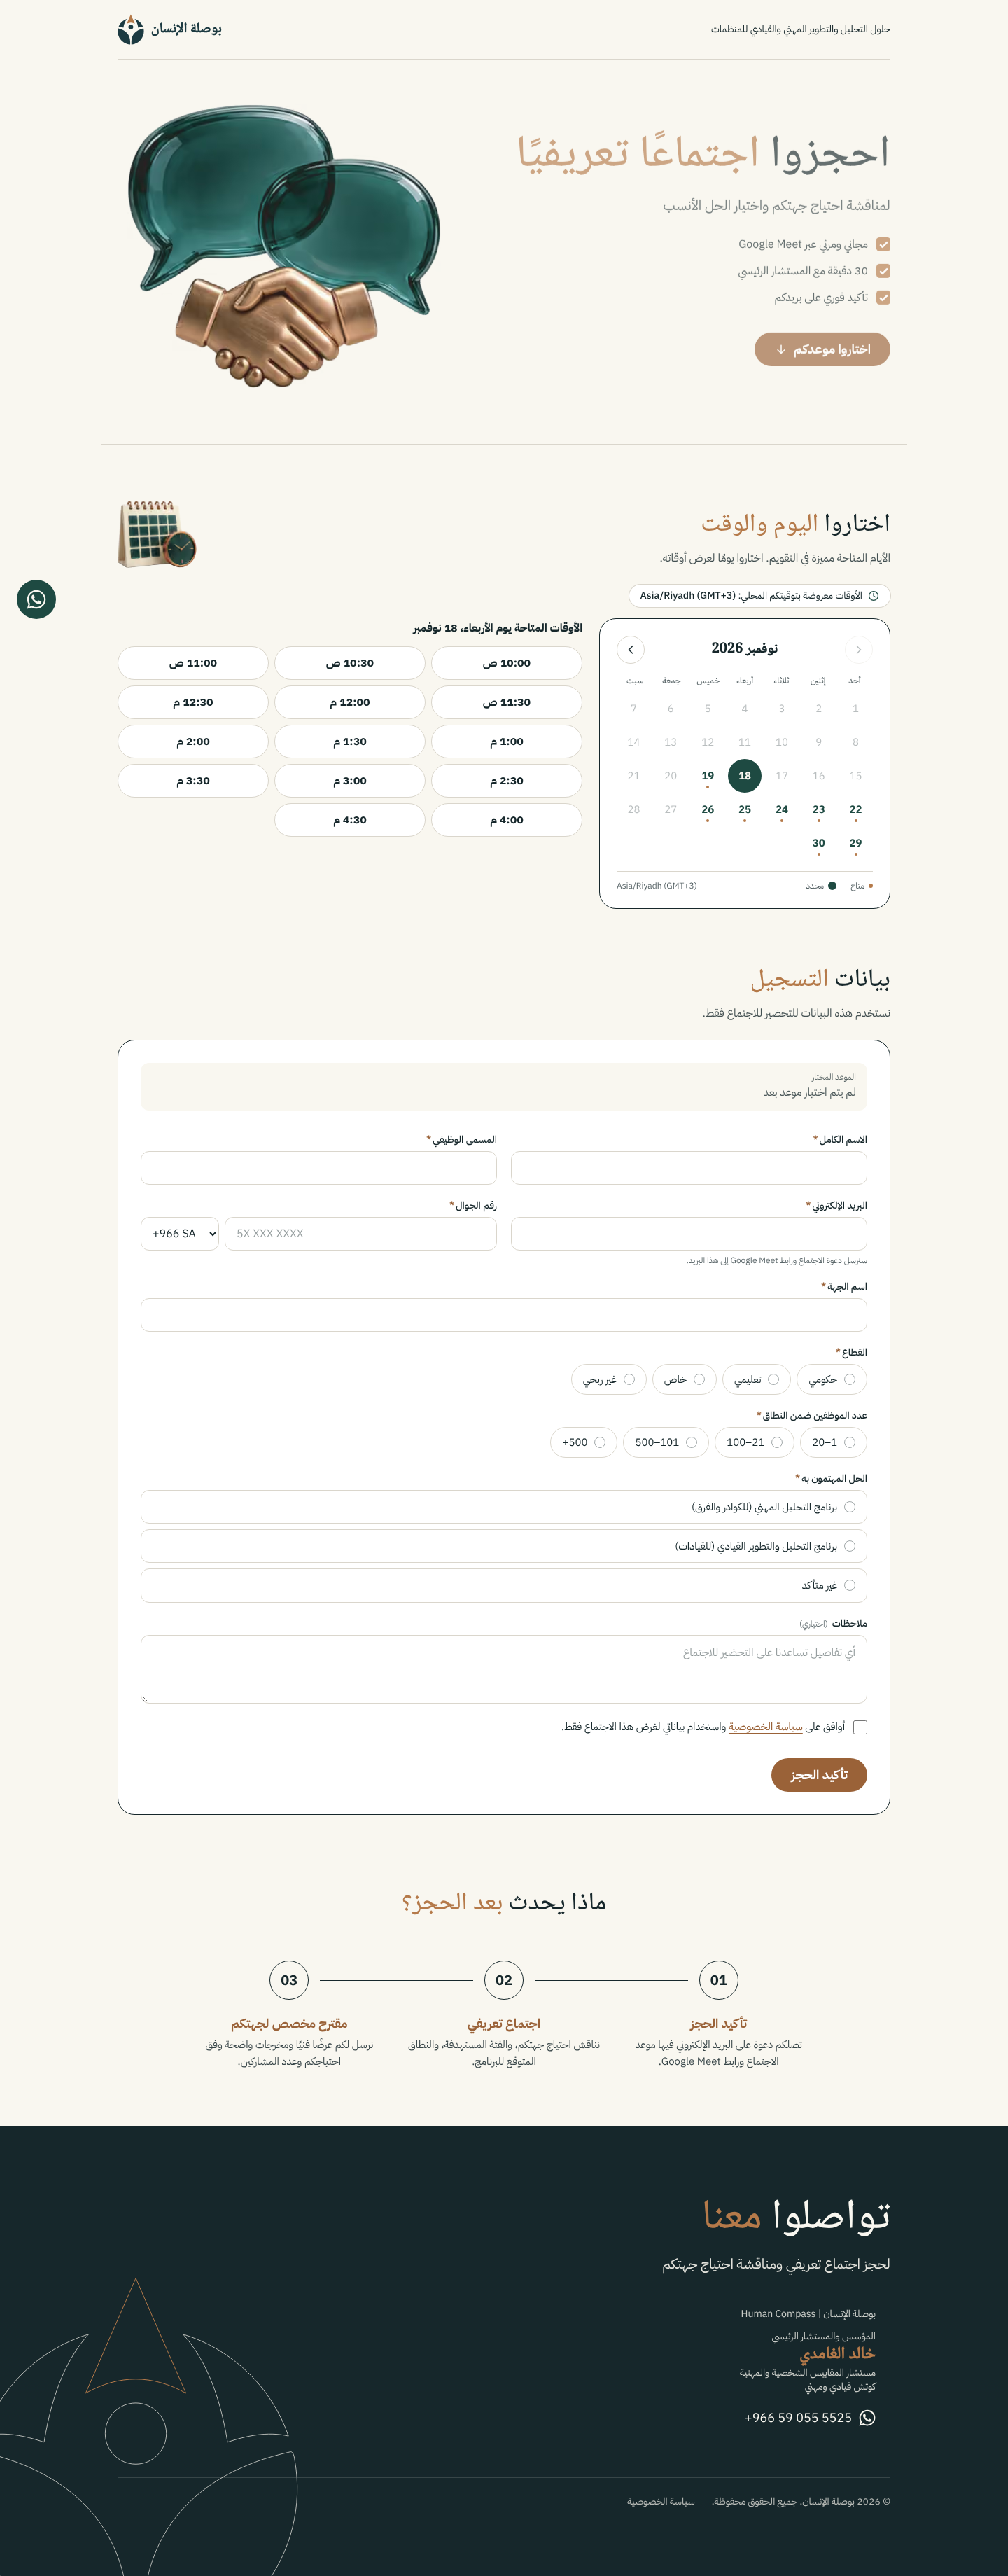 حلول التحليل والتطوير المهني والقيادي للمنظمات
بوصلة الإنسان
احجزوا اجتماعًا تعريفيًا
لمناقشة احتياج جهتكم واختيار الحل الأنسب
مجاني ومرئي عبر Google Meet
30 دقيقة مع المستشار الرئيسي
تأكيد فوري على بريدكم
اختاروا موعدكم
اختاروا اليوم والوقت
الأيام المتاحة مميزة في التقويم. اختاروا يومًا لعرض أوقاته.
الأوقات معروضة بتوقيتكم المحلي: Asia/Riyadh (GMT+3)
نوفمبر 2026
أحد إثنين ثلاثاء أربعاء خميس جمعة سبت
1 2 3 4 5 6 7
8 9 10 11 12 13 14
15 16 17 18 19 20 21
22 23 24 25 26 27 28
29 30
متاح محدد Asia/Riyadh (GMT+3)
الأوقات المتاحة يوم الأربعاء، 18 نوفمبر
10:00 ص 10:30 ص 11:00 ص
11:30 ص 12:00 م 12:30 م
1:00 م 1:30 م 2:00 م
2:30 م 3:00 م 3:30 م
4:00 م 4:30 م
بيانات التسجيل
نستخدم هذه البيانات للتحضير للاجتماع فقط.
الموعد المختار
لم يتم اختيار موعد بعد
الاسم الكامل *
المسمى الوظيفي *
البريد الإلكتروني *
سنرسل دعوة الاجتماع ورابط Google Meet إلى هذا البريد.
رقم الجوال *
5X XXX XXXX
+966 SA
اسم الجهة *
القطاع *
حكومي تعليمي خاص غير ربحي
عدد الموظفين ضمن النطاق *
1–20 21–100 101–500 500+
الحل المهتمون به *
برنامج التحليل المهني (للكوادر والفرق)
برنامج التحليل والتطوير القيادي (للقيادات)
غير متأكد
ملاحظات (اختياري)
أي تفاصيل تساعدنا على التحضير للاجتماع
أوافق على سياسة الخصوصية واستخدام بياناتي لغرض هذا الاجتماع فقط.
تأكيد الحجز
ماذا يحدث بعد الحجز؟
01
تأكيد الحجز
تصلكم دعوة على البريد الإلكتروني فيها موعد
الاجتماع ورابط Google Meet.
02
اجتماع تعريفي
نناقش احتياج جهتكم، والفئة المستهدفة، والنطاق
المتوقع للبرنامج.
03
مقترح مخصص لجهتكم
نرسل لكم عرضًا فنيًا ومخرجات واضحة وفق
احتياجكم وعدد المشاركين.
تواصلوا معنا
لحجز اجتماع تعريفي ومناقشة احتياج جهتكم
بوصلة الإنسان | Human Compass
المؤسس والمستشار الرئيسي
خالد الغامدي
مستشار المقاييس الشخصية والمهنية
كوتش قيادي ومهني
+966 59 055 5525
© 2026 بوصلة الإنسان. جميع الحقوق محفوظة. سياسة الخصوصية